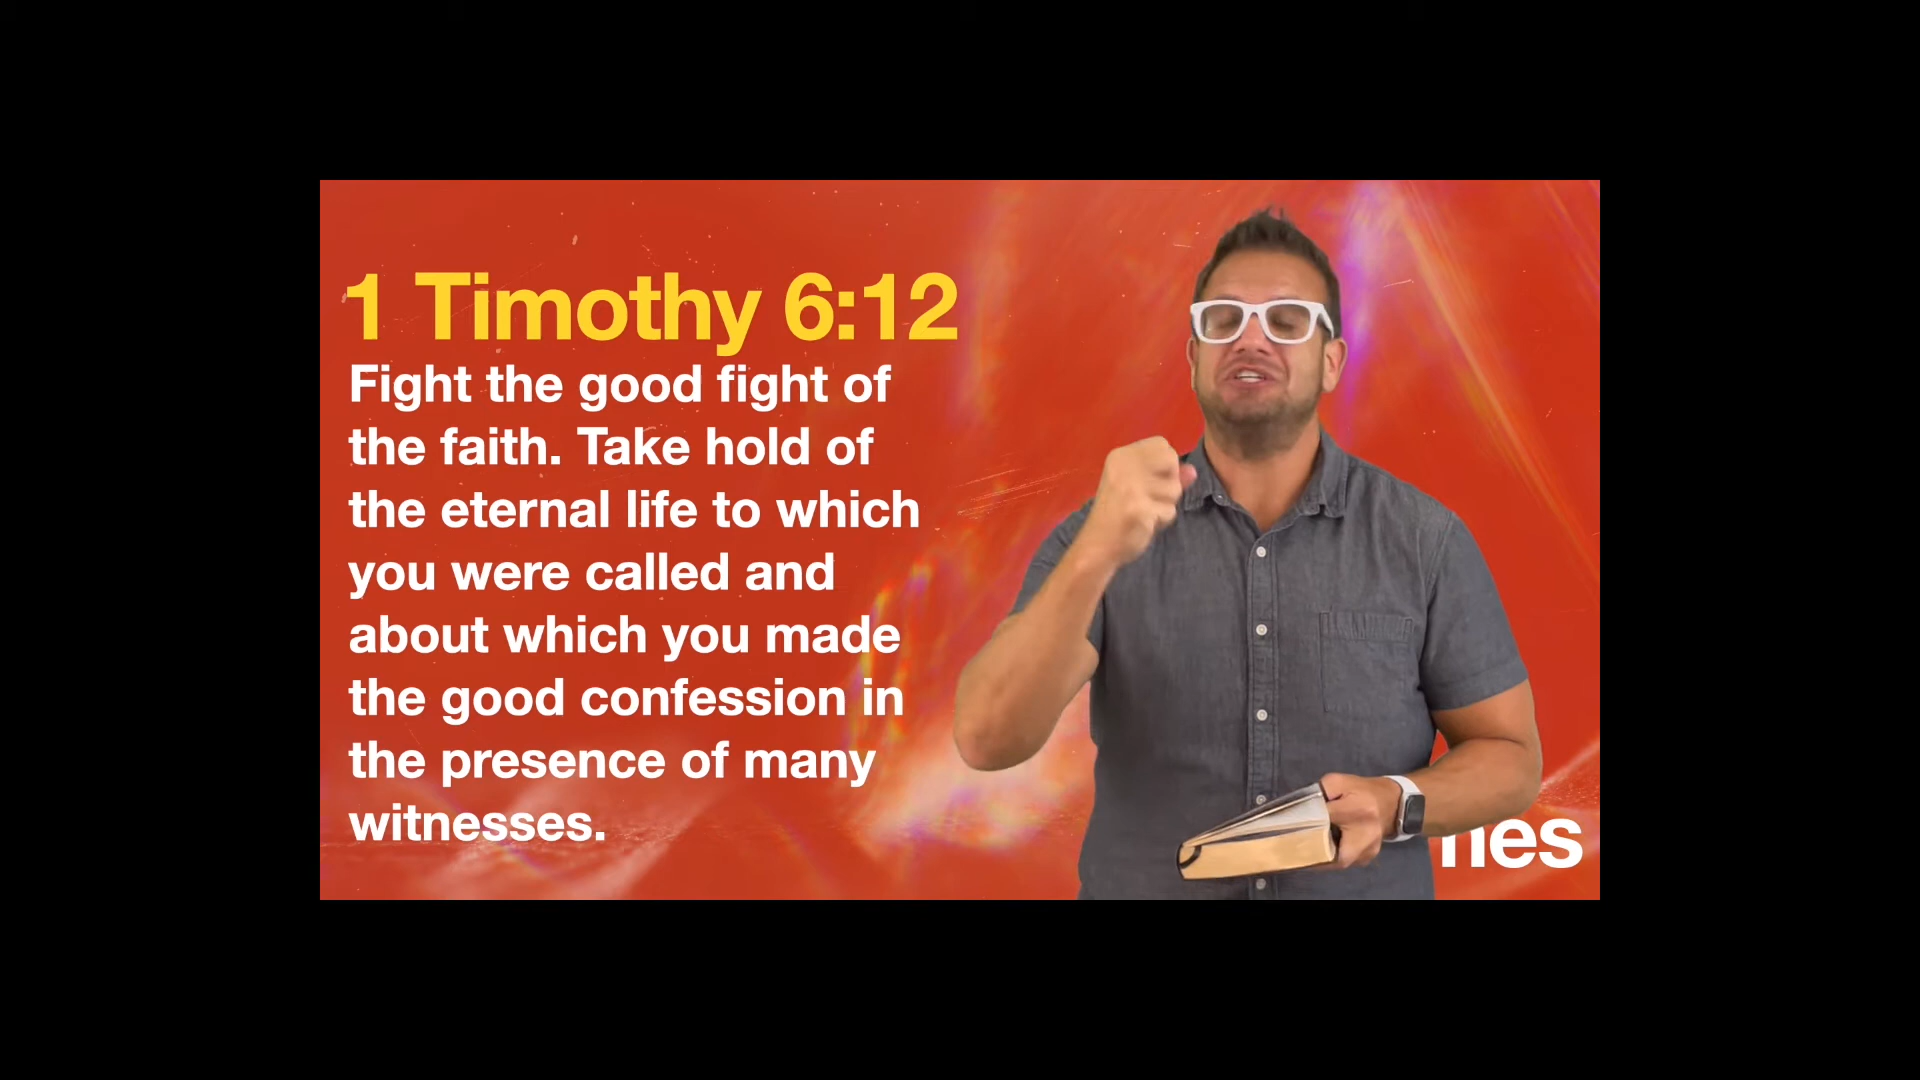 1 Timothy 6:12
Fight the good fight of
the faith. Take hold of
the eternal life to which
you were called and
about which you made
the good confession in
the presence of many
witnesses.